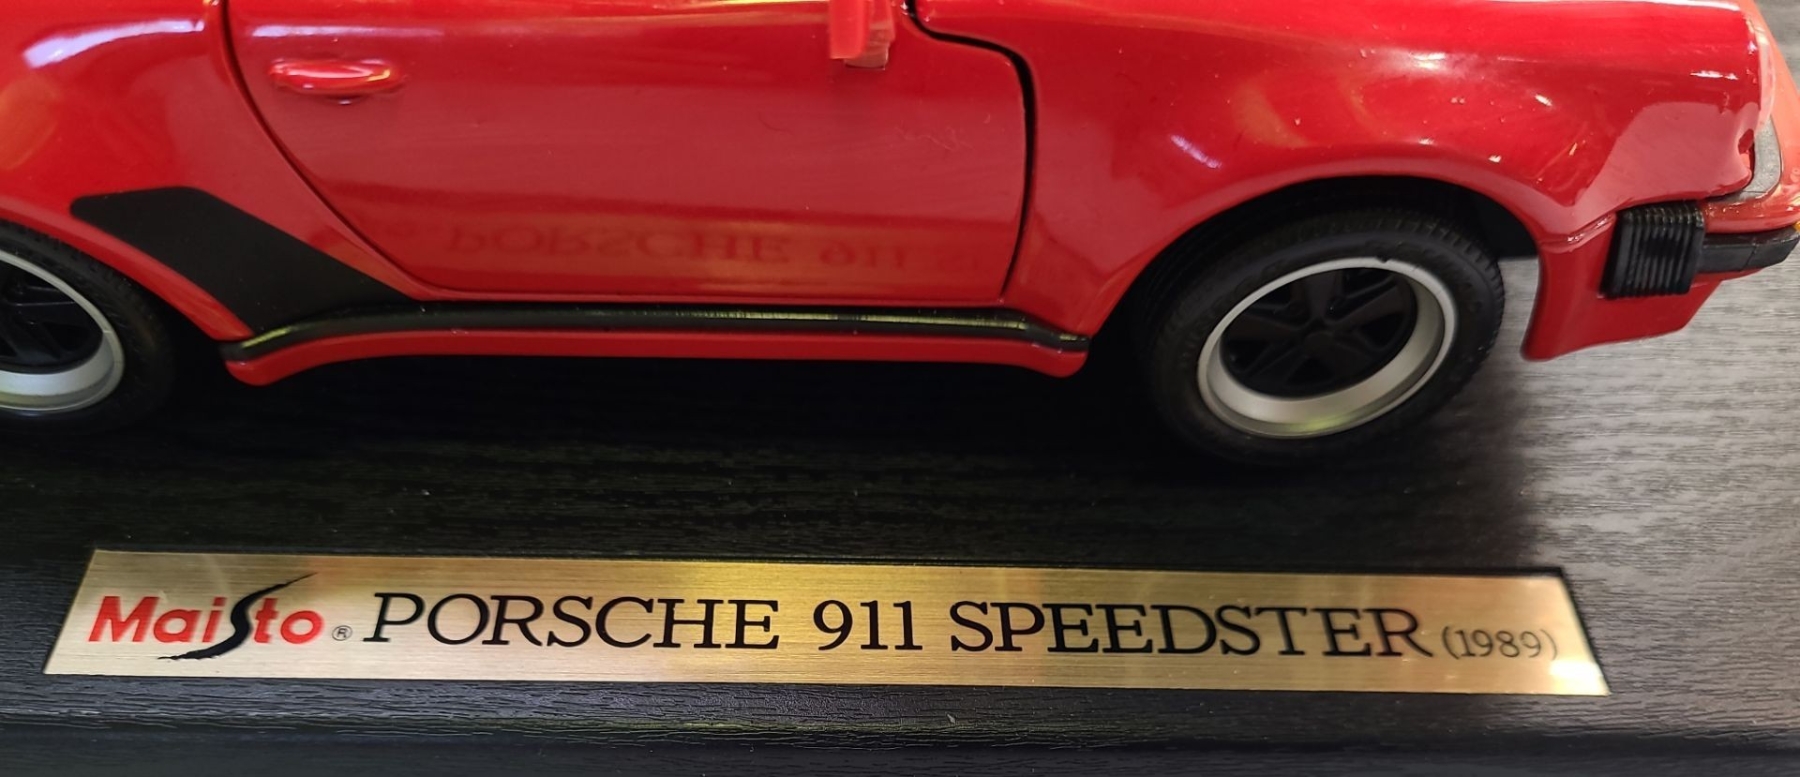 Maisto® PORSCHE 911 SPEEDSTER (1989)